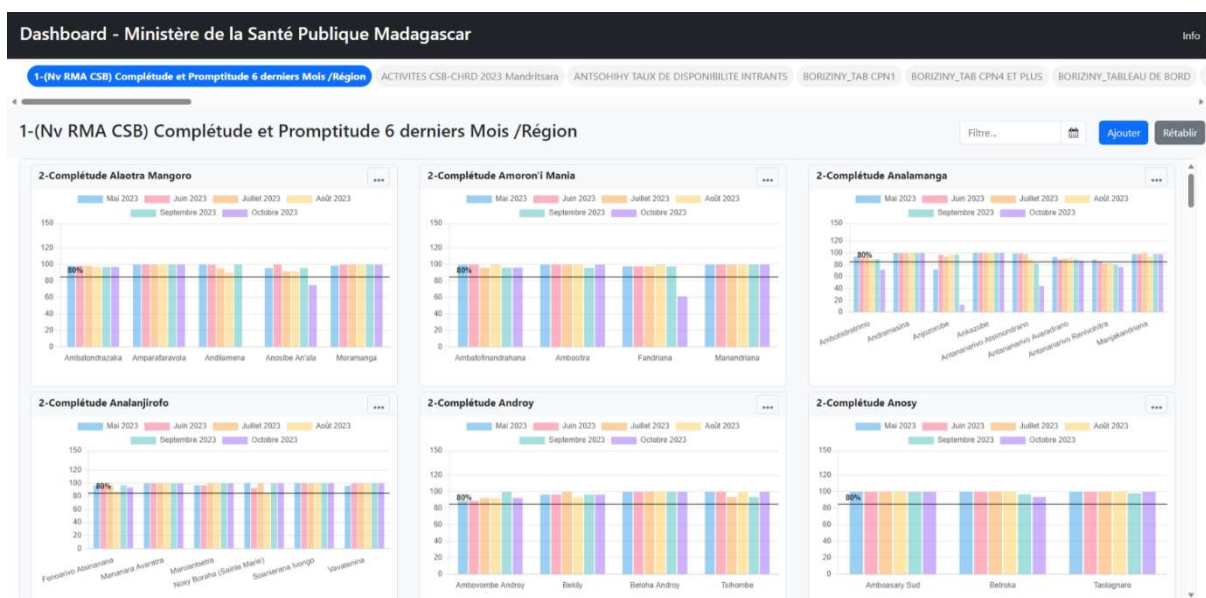 Dashboard - Ministère de la Santé Publique Madagascar
Info
1-(Nv RMA CSB) Complétude et Promptitude 6 derniers Mois /Région
ACTIVITES CSB-CHRD 2023 Mandritsara
ANTSOHIHY TAUX DE DISPONIBILITE INTRANTS
BORIZINY_TAB CPN1
BORIZINY_TAB CPN4 ET PLUS
BORIZINY_TABLEAU DE BORD
1-(Nv RMA CSB) Complétude et Promptitude 6 derniers Mois /Région
Filtre...
Ajouter
Rétablir
2-Complétude Alaotra Mangoro
...
Mai 2023 Juin 2023 Juillet 2023 Août 2023
Septembre 2023 Octobre 2023
150
120
100
80%
80
60
40
20
0
Ambatondrazaka Amparafaravola Andilamena Anosibe An'ala Moramanga
2-Complétude Amoron'i Mania
...
Mai 2023 Juin 2023 Juillet 2023 Août 2023
Septembre 2023 Octobre 2023
150
120
100
80%
80
60
40
20
0
Ambatofinandrahana Ambositra Fandriana Manandriana
2-Complétude Analamanga
...
Mai 2023 Juin 2023 Juillet 2023 Août 2023
Septembre 2023 Octobre 2023
150
120
100
80%
80
60
40
20
0
Ambohidratrimo Andramasina Anjozorobe Ankazobe Antananarivo Atsimondrano Antananarivo Avaradrano Antananarivo Renivohitra Manjakandriana
2-Complétude Analanjirofo
...
Mai 2023 Juin 2023 Juillet 2023 Août 2023
Septembre 2023 Octobre 2023
150
120
100
80%
80
60
40
20
0
Fenoarivo Atsinanana Mananara Avaratra Maroantsetra Nosy Boraha (Sainte Marie) Soanierana Ivongo Vavatenina
2-Complétude Androy
...
Mai 2023 Juin 2023 Juillet 2023 Août 2023
Septembre 2023 Octobre 2023
150
120
100
80%
80
60
40
20
0
Ambovombe Androy Bekily Beloha Androy Tsihombe
2-Complétude Anosy
...
Mai 2023 Juin 2023 Juillet 2023 Août 2023
Septembre 2023 Octobre 2023
150
120
100
80%
80
60
40
20
0
Amboasary Sud Betroka Taolagnaro